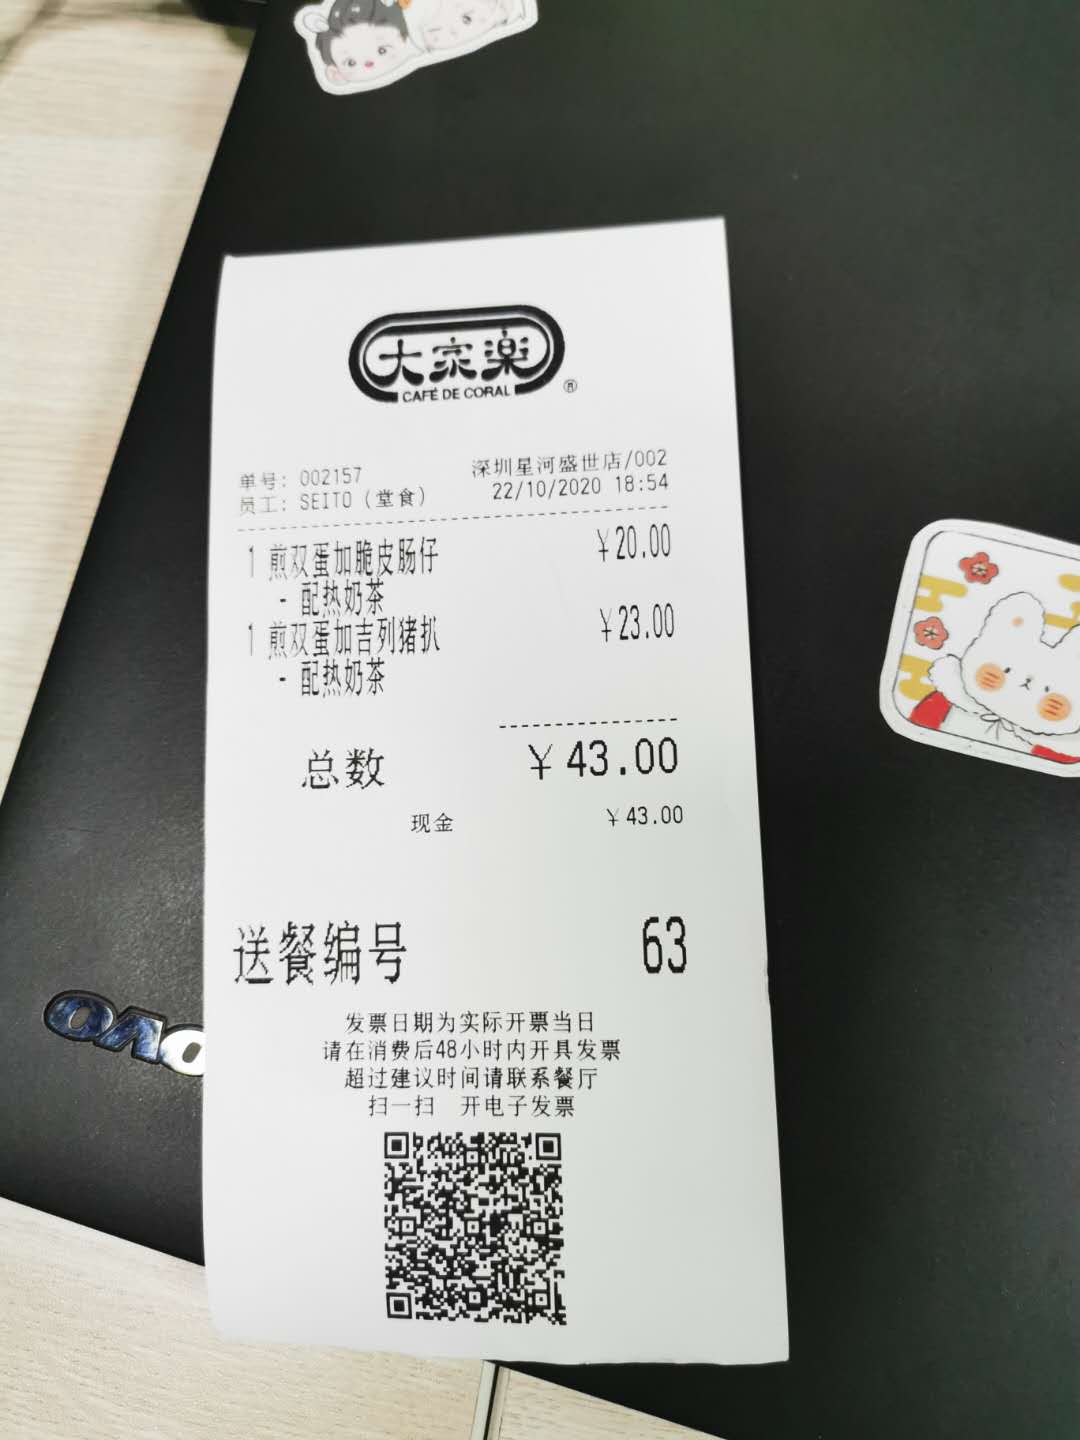 大家楽
CAFÉ DE CORAL
单号: 002157 深圳星河盛世店/002
员工: SEITO (堂食) 22/10/2020 18:54
1 煎双蛋加脆皮肠仔 ¥20.00
- 配热奶茶
1 煎双蛋加吉列猪扒 ¥23.00
- 配热奶茶
总数 ¥43.00
现金 ¥43.00
送餐编号 63
发票日期为实际开票当日
请在消费后48小时内开具发票
超过建议时间请联系餐厅
扫一扫 开电子发票